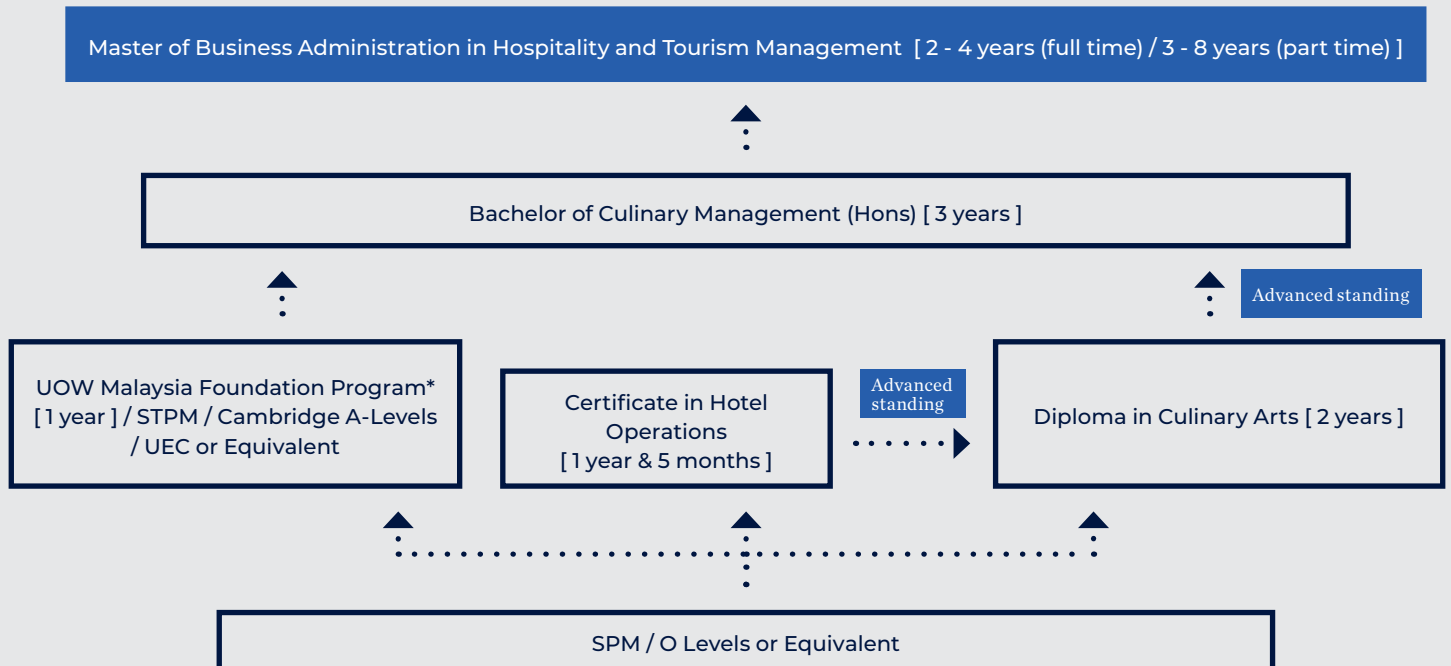 Master of Business Administration in Hospitality and Tourism Management [ 2 - 4 years (full time) / 3 - 8 years (part time) ]
Bachelor of Culinary Management (Hons) [ 3 years ]
Advanced standing
UOW Malaysia Foundation Program*
[ 1 year ] / STPM / Cambridge A-Levels
/ UEC or Equivalent
Certificate in Hotel
Operations
[ 1 year & 5 months ]
Advanced
standing
Diploma in Culinary Arts [ 2 years ]
SPM / O Levels or Equivalent